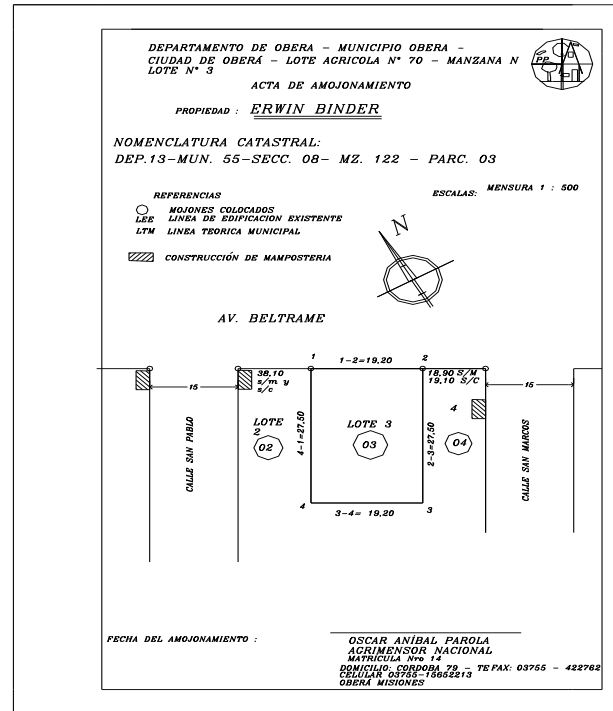 DEPARTAMENTO DE OBERA - MUNICIPIO OBERA -
CIUDAD DE OBERÁ - LOTE AGRICOLA N° 70 - MANZANA N
LOTE N° 3
PP
ACTA DE AMOJONAMIENTO
PROPIEDAD : ERWIN BINDER
NOMENCLATURA CATASTRAL:
DEP.13-MUN. 55-SECC. 08- MZ. 122 - PARC. 03
REFERENCIAS
ESCALAS: MENSURA 1 : 500
MOJONES COLOCADOS
LEE LINEA DE EDIFICACION EXISTENTE
LTM LINEA TEORICA MUNICIPAL
CONSTRUCCIÓN DE MAMPOSTERIA
N
AV. BELTRAME
1
1-2=19,20
2
38,10
s/m y
s/c
18,90 S/M
19,10 S/C
15
15
CALLE SAN PABLO
LOTE
2
02
4-1=27,50
LOTE 3
03
2-3=27,50
4
04
CALLE SAN MARCOS
4
3-4= 19,20
3
FECHA DEL AMOJONAMIENTO :
OSCAR ANÍBAL PAROLA
AGRIMENSOR NACIONAL
MATRÍCULA Nro 14
DOMICILIO: CORDOBA 79 - TE FAX: 03755 - 422762
CELULAR 03755-15652213
OBERÁ MISIONES